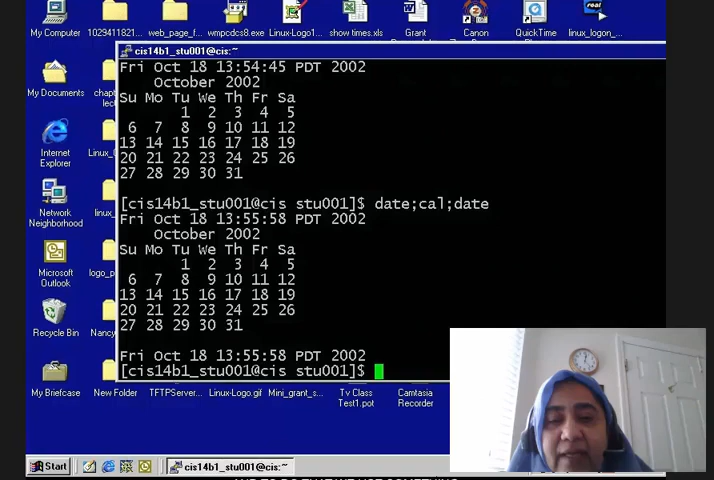 My Computer
1029411821...
web_page_f...
wmpcdcs8.exe
Linux-Logo1...
show times.xls
Grant
Canon
QuickTime
real
linux_logon_...
cis14b1_stu001@cis:~
Fri Oct 18 13:54:45 PDT 2002
October 2002
Su Mo Tu We Th Fr Sa
1 2 3 4 5
6 7 8 9 10 11 12
13 14 15 16 17 18 19
20 21 22 23 24 25 26
27 28 29 30 31
[cis14b1_stu001@cis stu001]$ date;cal;date
Fri Oct 18 13:55:58 PDT 2002
October 2002
Su Mo Tu We Th Fr Sa
1 2 3 4 5
6 7 8 9 10 11 12
13 14 15 16 17 18 19
20 21 22 23 24 25 26
27 28 29 30 31
Fri Oct 18 13:55:58 PDT 2002
[cis14b1_stu001@cis stu001]$
My Documents
chap
lect
Internet
Explorer
Linux_
Network
Neighborhood
linux_
Microsoft
Outlook
logo_p
Recycle Bin
Nancy
My Briefcase
New Folder
TFTPServer...
Linux-Logo.gif
Mini_grant_s...
Tv Class
Test1.pot
Camtasia
Recorder
Start
cis14b1_stu001@cis:~